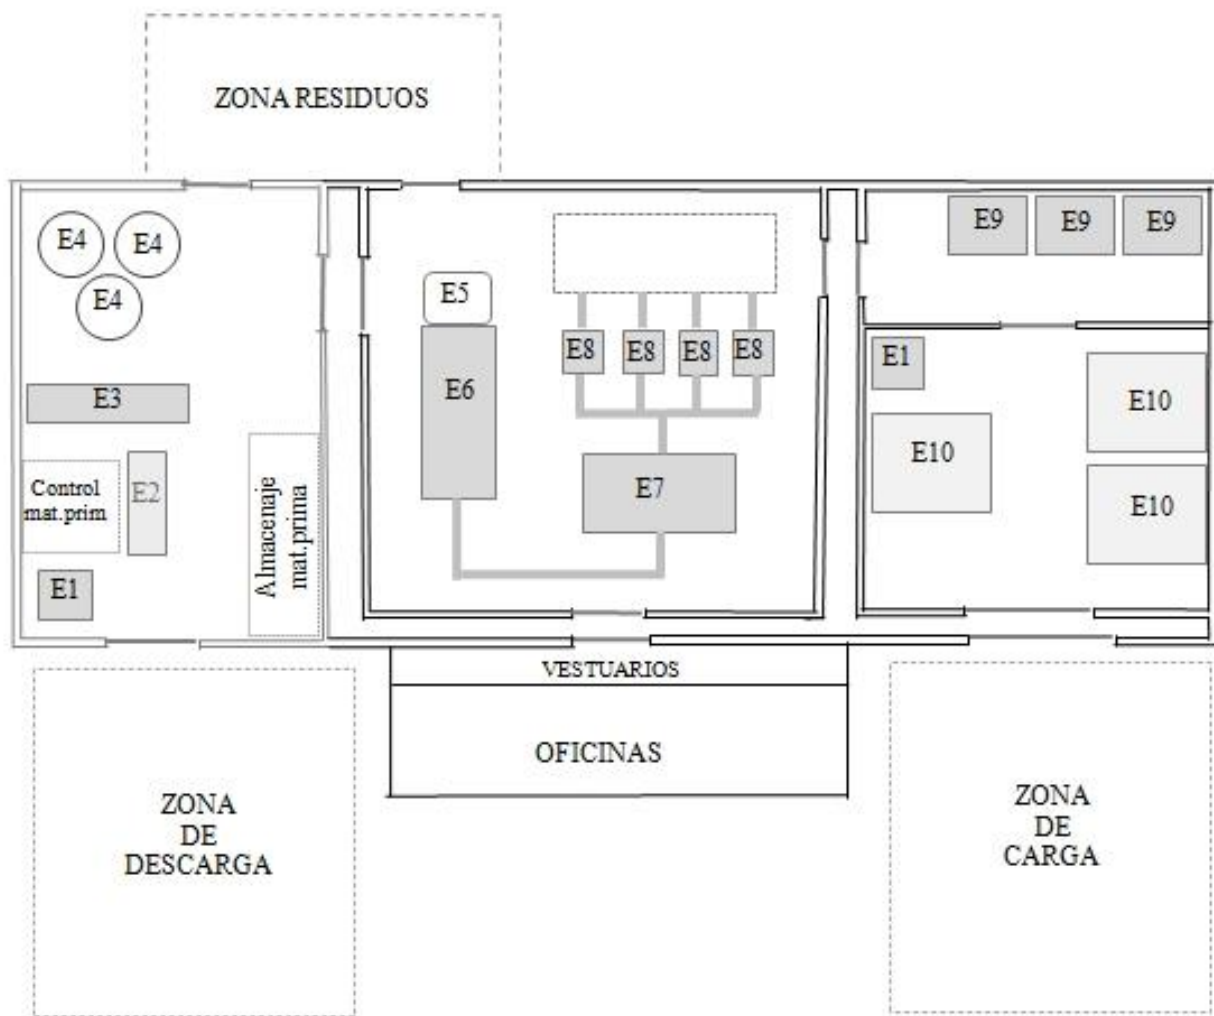 ZONA RESIDUOS
E4
E4
E4
E3
Control
mat.prim
E2
E1
Almacenaje
mat.prima
E5
E6
E8
E8
E8
E8
E7
E9
E9
E9
E1
E10
E10
E10
VESTUARIOS
OFICINAS
ZONA
DE
DESCARGA
ZONA
DE
CARGA